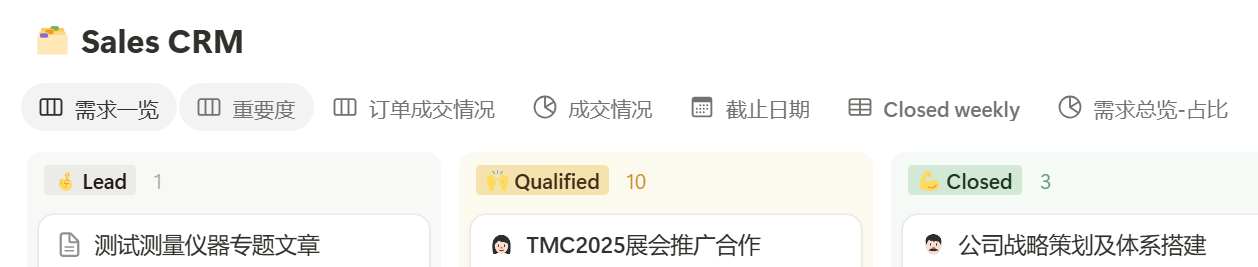 Sales CRM
需求一览 重要度 订单成交情况 成交情况 截止日期 Closed weekly 需求总览-占比
Lead 1 Qualified 10 Closed 3
测试测量仪器专题文章 TMC2025展会推广合作 公司战略策划及体系搭建